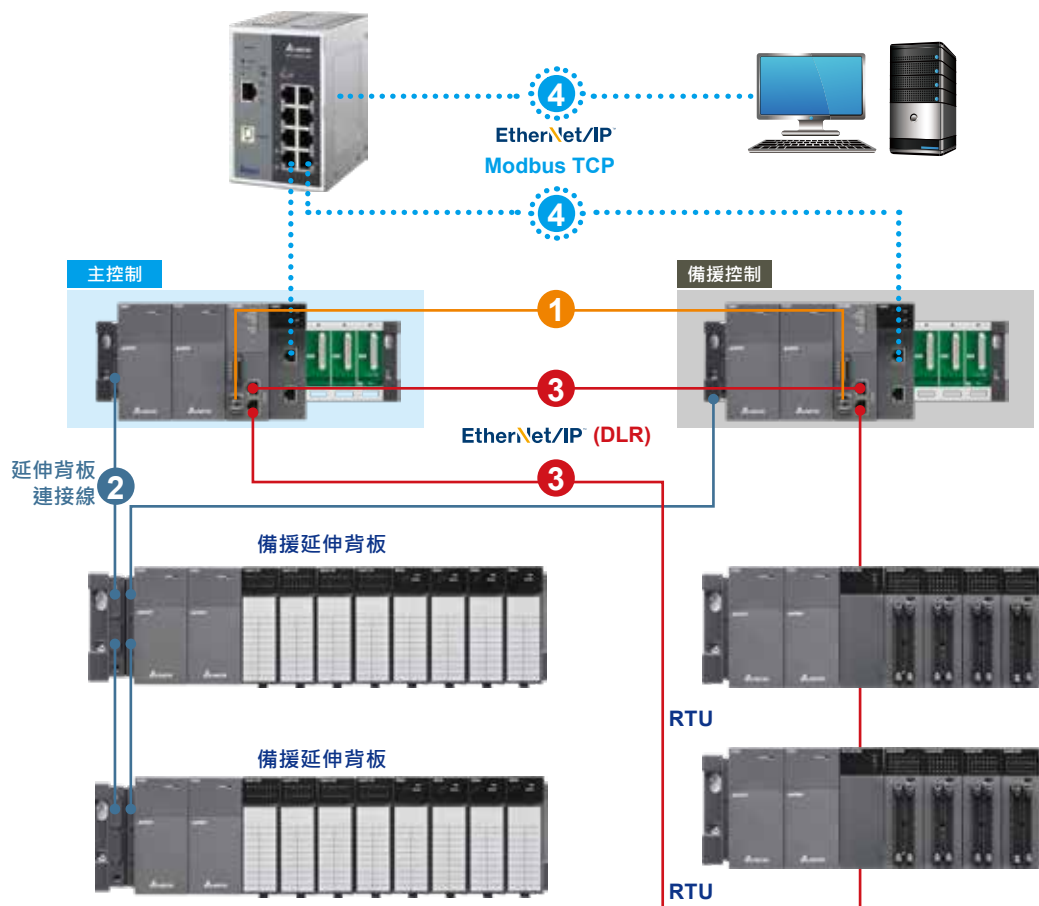 4
EtherNet/IP
Modbus TCP
4
主控制
備援控制
1
3
EtherNet/IP (DLR)
延伸背板
連接線
2
3
備援延伸背板
RTU
備援延伸背板
RTU